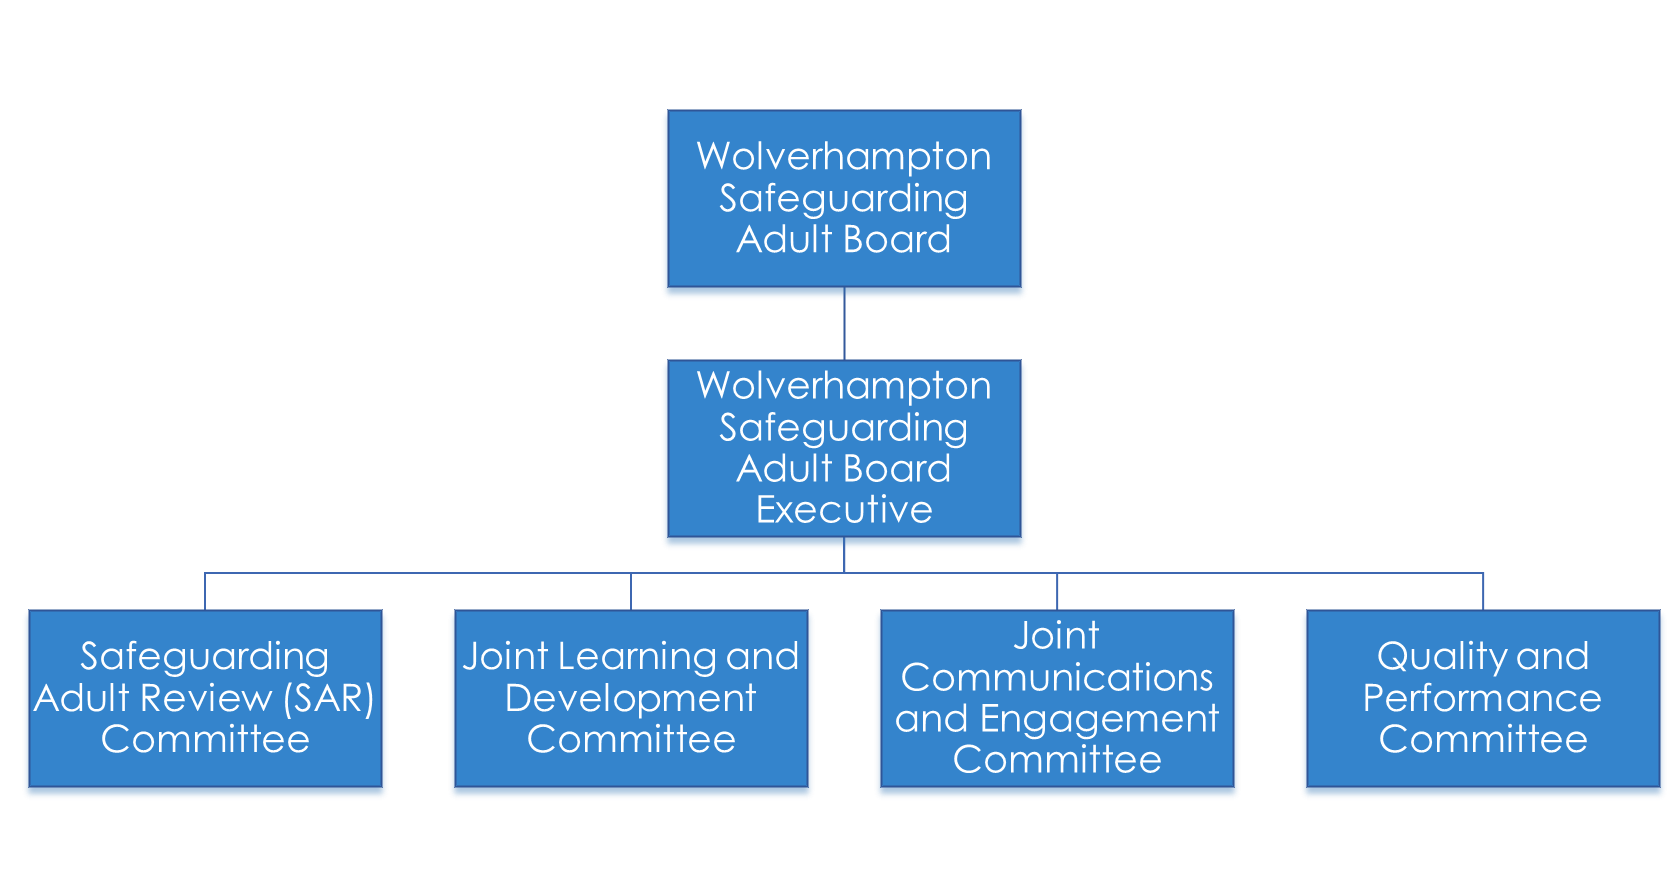 Wolverhampton
Safeguarding
Adult Board
Wolverhampton
Safeguarding
Adult Board
Executive
Safeguarding
Adult Review (SAR)
Committee
Joint Learning and
Development
Committee
Joint
Communications
and Engagement
Committee
Quality and
Performance
Committee